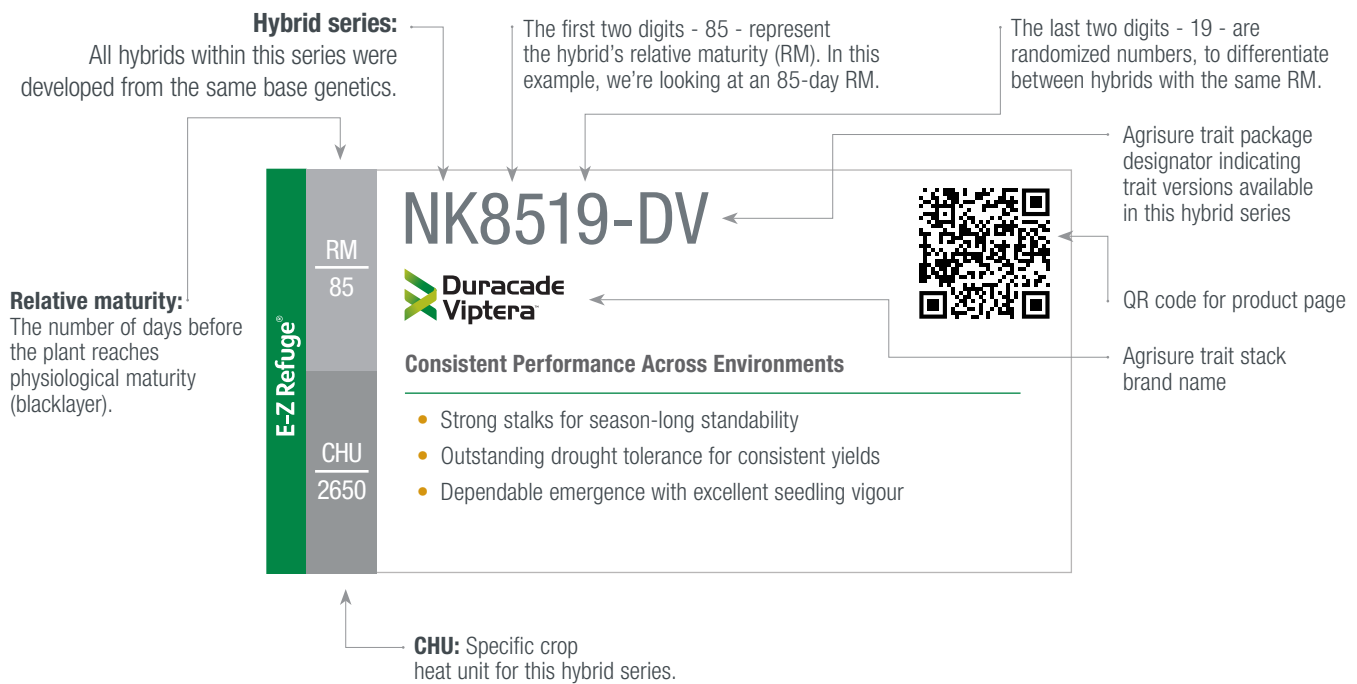 Hybrid series:
All hybrids within this series were
developed from the same base genetics.
The first two digits - 85 - represent
the hybrid's relative maturity (RM). In this
example, we're looking at an 85-day RM.
The last two digits - 19 - are
randomized numbers, to differentiate
between hybrids with the same RM.
Agrisure trait package
designator indicating
trait versions available
in this hybrid series
Relative maturity:
The number of days before
the plant reaches
physiological maturity
(blacklayer).
E-Z Refuge®
RM
85
CHU
2650
NK8519-DV
Duracade
Viptera™
Consistent Performance Across Environments
• Strong stalks for season-long standability
• Outstanding drought tolerance for consistent yields
• Dependable emergence with excellent seedling vigour
QR code for product page
Agrisure trait stack
brand name
CHU: Specific crop
heat unit for this hybrid series.